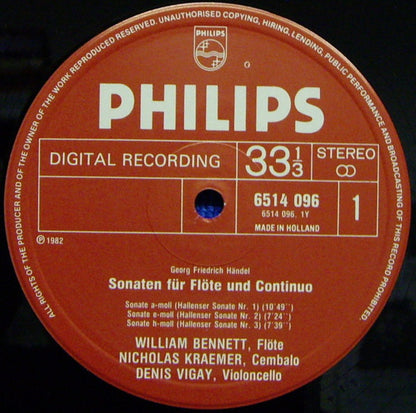 ALL RIGHTS OF THE PRODUCER AND OF THE OWNER OF THE WORK REPRODUCED RESERVED. UNAUTHORISED COPYING, HIRING, LENDING, PUBLIC PERFORMANCE AND BROADCASTING OF THIS RECORD PROHIBITED.
PHILIPS
PHILIPS
DIGITAL RECORDING
33 1/3
STEREO
6514 096
6514 096. 1Y
MADE IN HOLLAND
1
℗ 1982
Georg Friedrich Händel
Sonaten für Flöte und Continuo
Sonate a-moll (Hallenser Sonate Nr. 1) (10´49´´)
Sonate e-moll (Hallenser Sonate Nr. 2) (7´24´´)
Sonate h-moll (Hallenser Sonate Nr. 3) (7´39´´)
WILLIAM BENNETT, Flöte
NICHOLAS KRAEMER, Cembalo
DENIS VIGAY, Violoncello